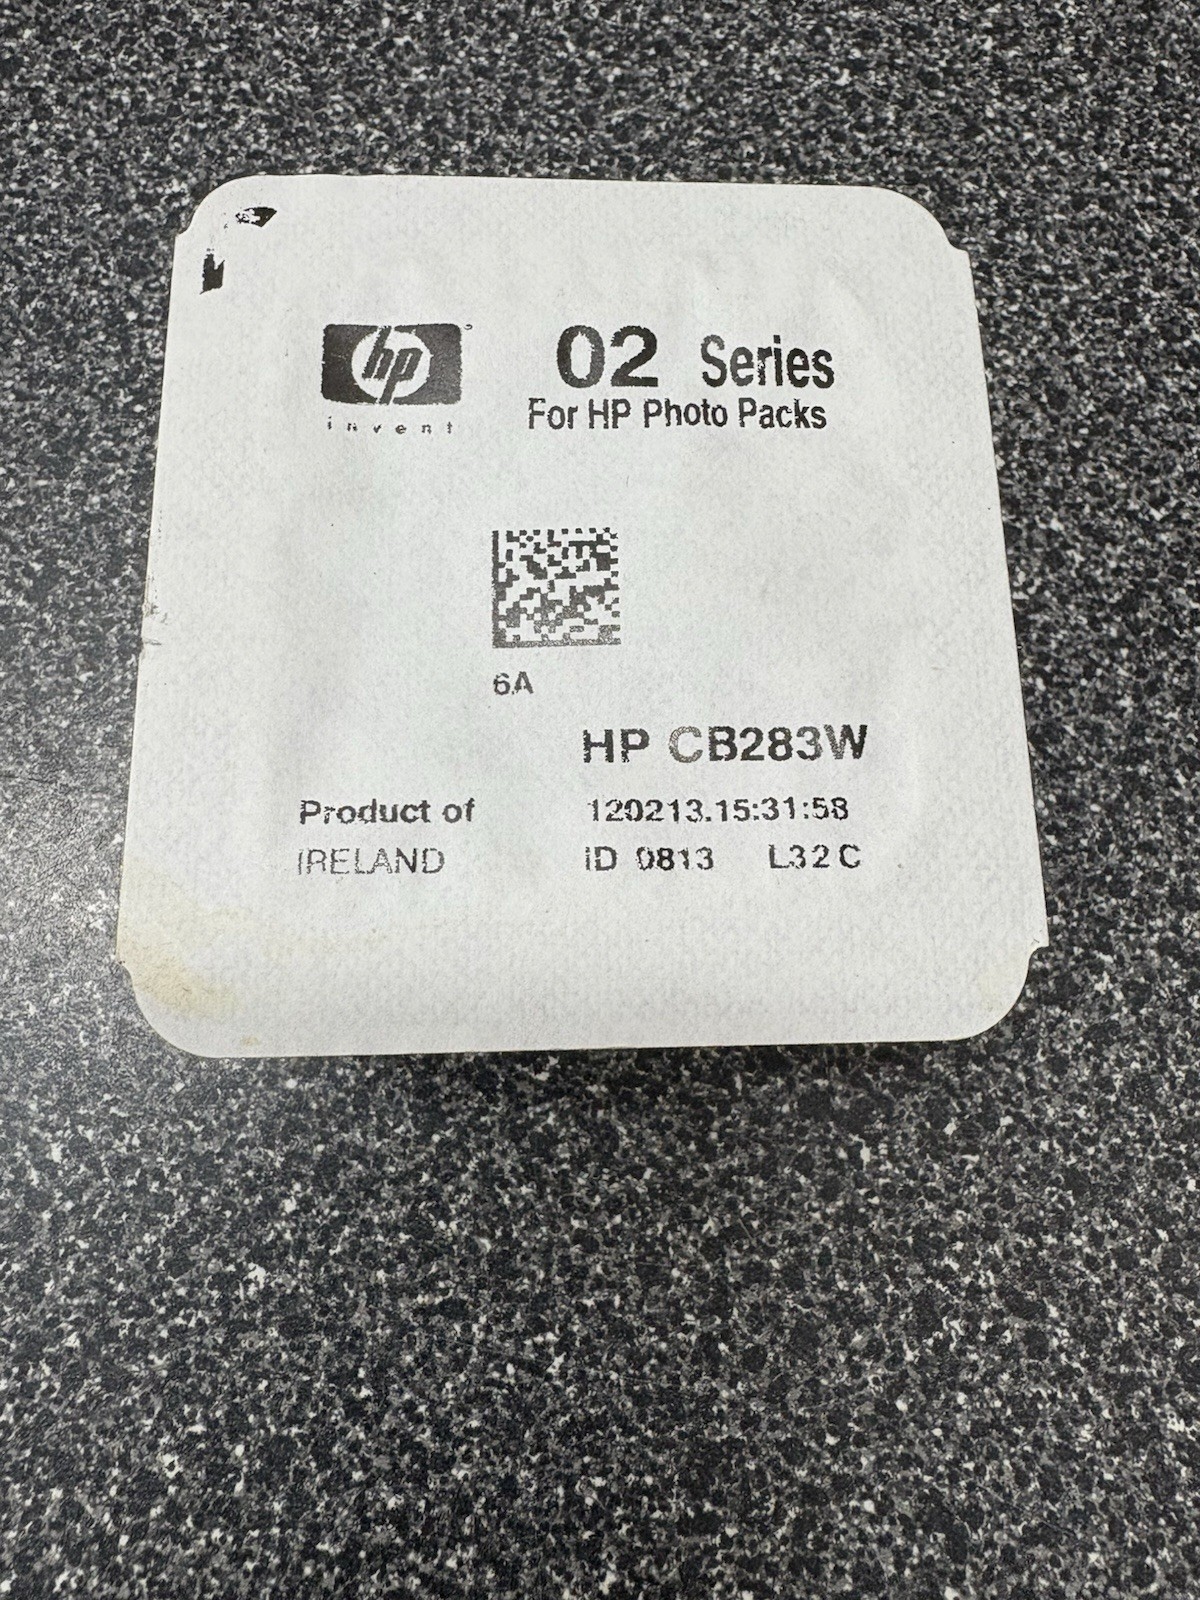 hp
invent
02 Series
For HP Photo Packs
6A
HP CB283W
Product of
120213.15:31:58
IRELAND
ID 0813 L32C